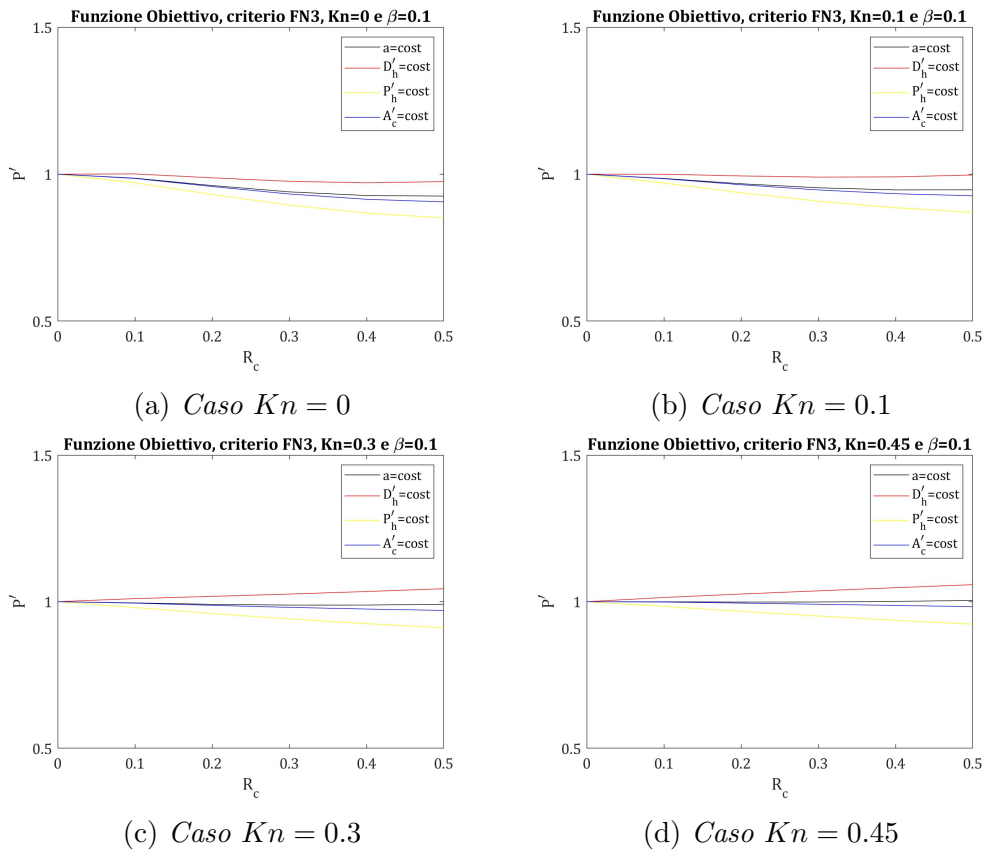 Funzione Obiettivo, criterio FN3, Kn=0 e β=0.1
1.5
1
0.5
P'
a=cost
D'h=cost
P'h=cost
A'c=cost
0 0.1 0.2 0.3 0.4 0.5
R_c
(a) Caso Kn = 0
Funzione Obiettivo, criterio FN3, Kn=0.1 e β=0.1
1.5
1
0.5
P'
a=cost
D'h=cost
P'h=cost
A'c=cost
0 0.1 0.2 0.3 0.4 0.5
R_c
(b) Caso Kn = 0.1
Funzione Obiettivo, criterio FN3, Kn=0.3 e β=0.1
1.5
1
0.5
P'
a=cost
D'h=cost
P'h=cost
A'c=cost
0 0.1 0.2 0.3 0.4 0.5
R_c
(c) Caso Kn = 0.3
Funzione Obiettivo, criterio FN3, Kn=0.45 e β=0.1
1.5
1
0.5
P'
a=cost
D'h=cost
P'h=cost
A'c=cost
0 0.1 0.2 0.3 0.4 0.5
R_c
(d) Caso Kn = 0.45